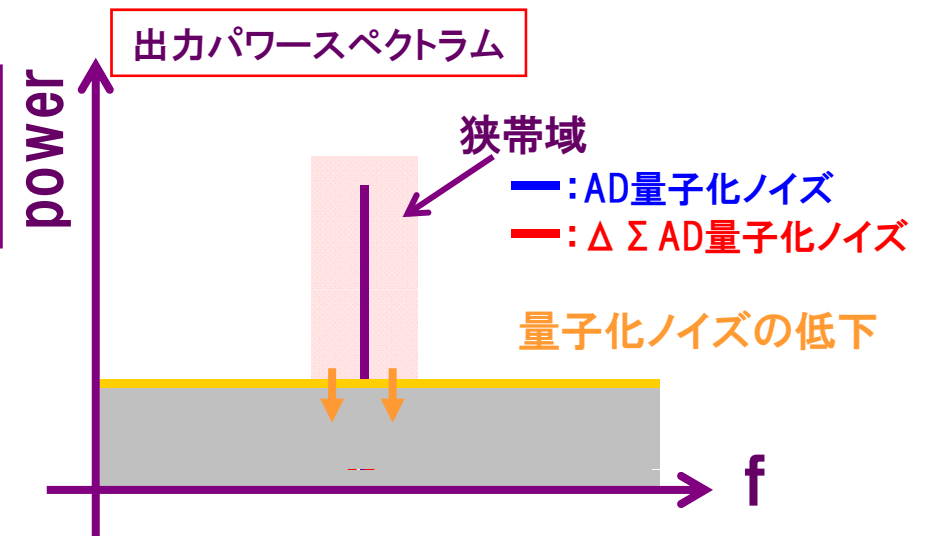 出力パワースペクトラム
power
狭帯域
:AD量子化ノイズ
:ΔΣAD量子化ノイズ
量子化ノイズの低下
f